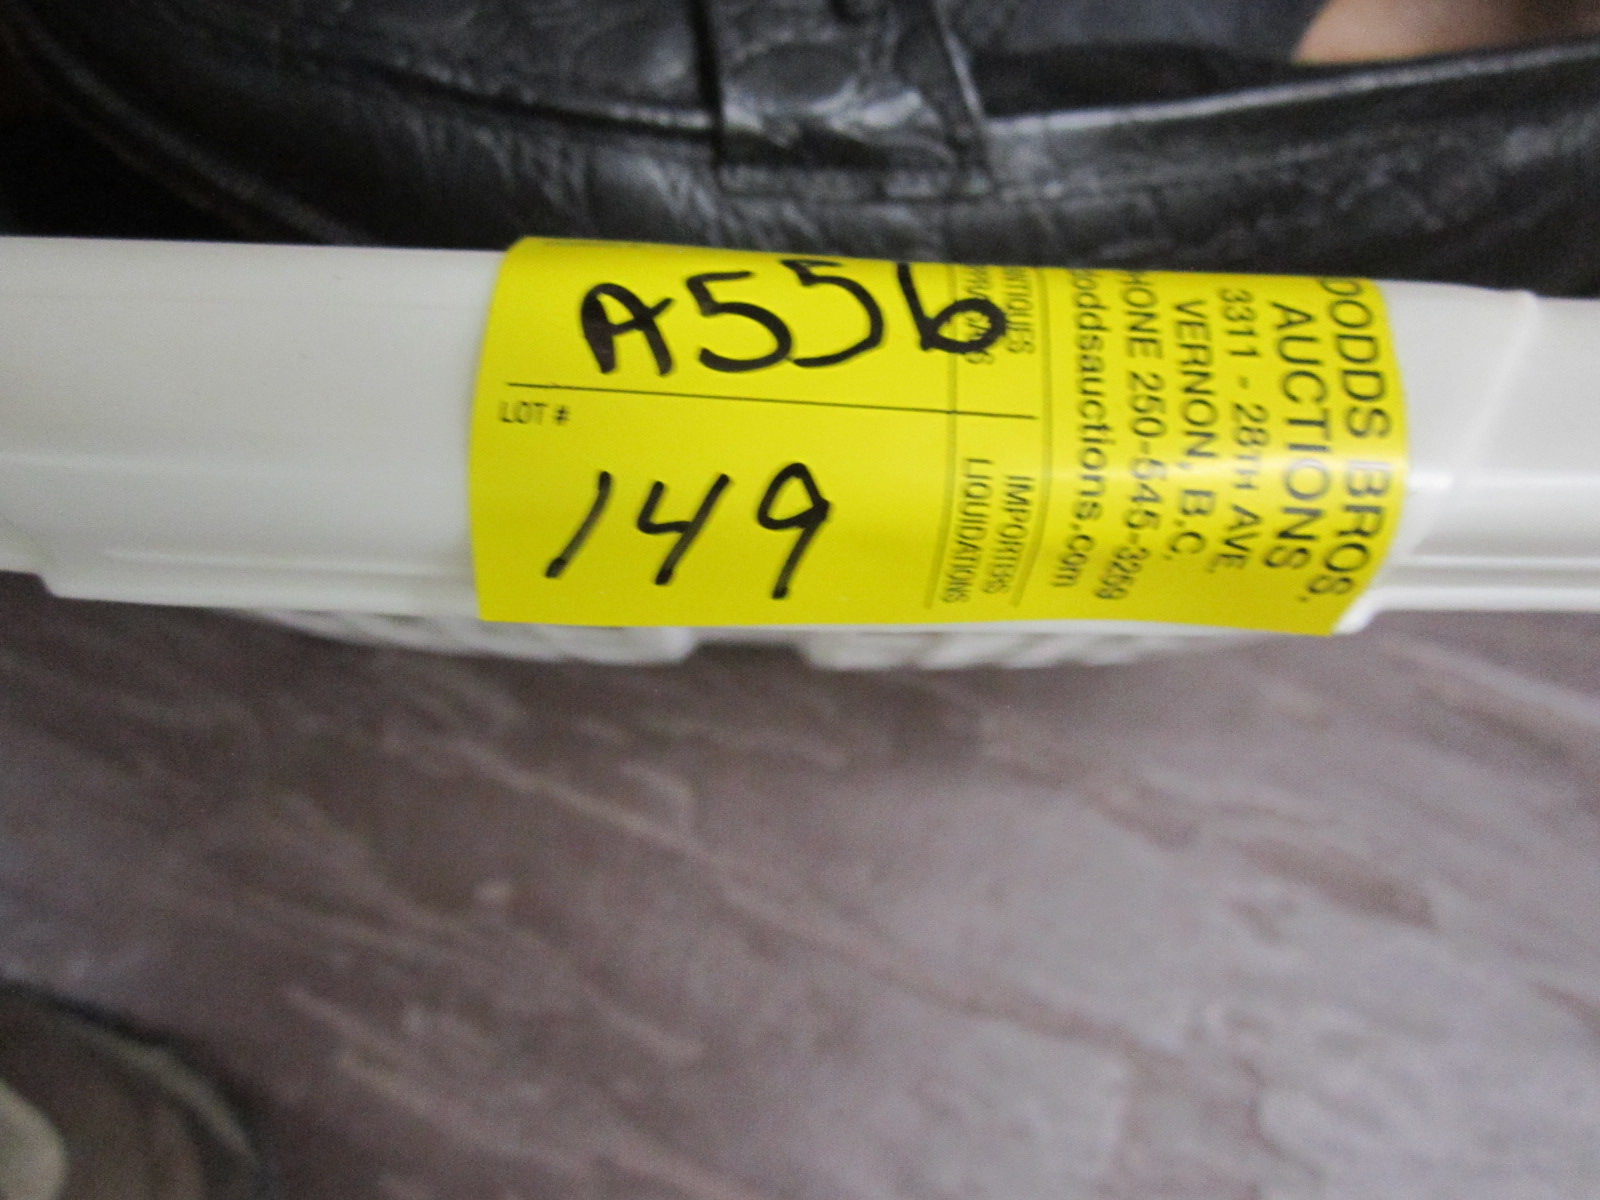 A556
LOT #
149
ANTIQUES
APPRAISALS
IMPORTERS
LIQUIDATIONS
DODDS BROS.
AUCTIONS
3311 - 28TH AVE.
VERNON, B.C.
PHONE 250-545-3259
doddsauctions.com